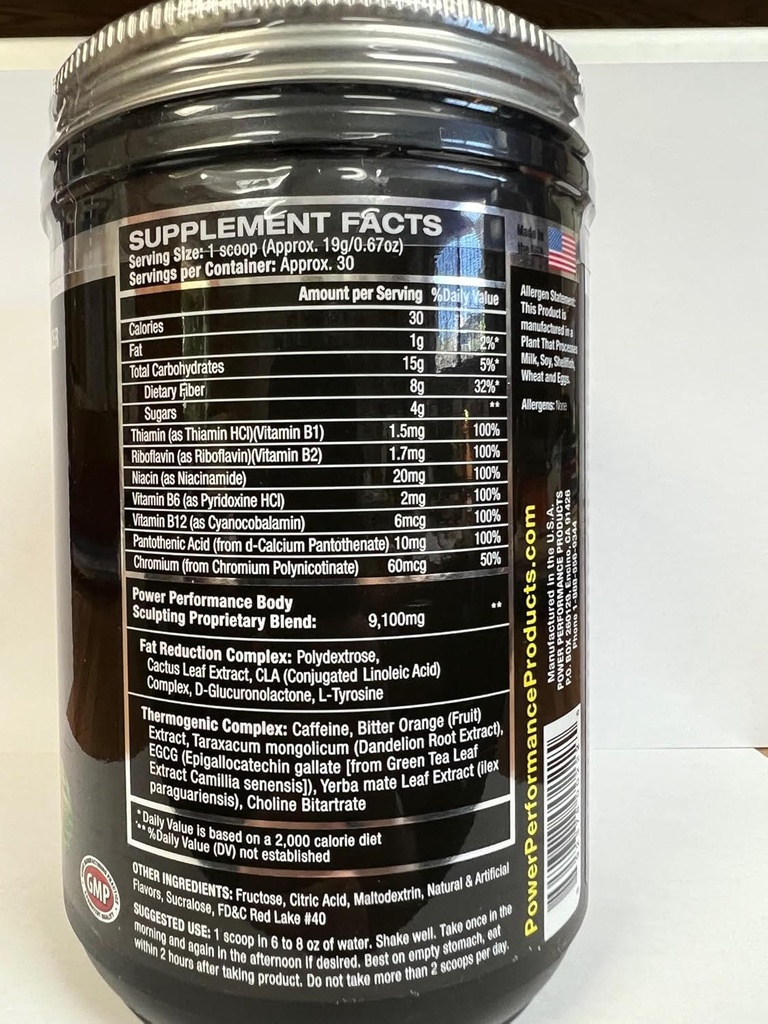 SUPPLEMENT FACTS
Serving Size: 1 scoop (Approx. 19g/0.67oz)
Servings per Container: Approx. 30
Amount per Serving %Daily Value
Calories 30
Fat 1g 2%*
Total Carbohydrates 15g 5%*
Dietary Fiber 8g 32%*
Sugars 4g **
Thiamin (as Thiamin HCI)(Vitamin B1) 1.5mg 100%
Riboflavin (as Riboflavin)(Vitamin B2) 1.7mg 100%
Niacin (as Niacinamide) 20mg 100%
Vitamin B6 (as Pyridoxine HCI) 2mg 100%
Vitamin B12 (as Cyanocobalamin) 6mcg 100%
Pantothenic Acid (from d-Calcium Pantothenate) 10mg 100%
Chromium (from Chromium Polynicotinate) 60mcg 50%
Power Performance Body
Sculpting Proprietary Blend: 9,100mg **
Fat Reduction Complex: Polydextrose,
Cactus Leaf Extract, CLA (Conjugated Linoleic Acid)
Complex, D-Glucuronolactone, L-Tyrosine
Thermogenic Complex: Caffeine, Bitter Orange (Fruit)
Extract, Taraxacum mongolicum (Dandelion Root Extract),
EGCG (Epigallocatechin gallate [from Green Tea Leaf
Extract Camillia senensis]), Yerba mate Leaf Extract (ilex
paraguariensis), Choline Bitartrate
* Daily Value is based on a 2,000 calorie diet
** %Daily Value (DV) not established
OTHER INGREDIENTS: Fructose, Citric Acid, Maltodextrin, Natural & Artificial
Flavors, Sucralose, FD&C Red Lake #40
SUGGESTED USE: 1 scoop in 6 to 8 oz of water. Shake well. Take once in the
morning and again in the afternoon if desired. Best on empty stomach, eat
within 2 hours after taking product. Do not take more than 2 scoops per day.
GMP
Made in
the
Allergen Statement:
This Product is
manufactured in a
Plant That Processes
Milk, Soy, Shellfish,
Wheat and Eggs.
Allergens: None
PowerPerformanceProducts.com
Manufactured in the U.S.A.
POWER PERFORMANCE PRODUCTS
P.O. BOX 260129, Encino, CA 91426